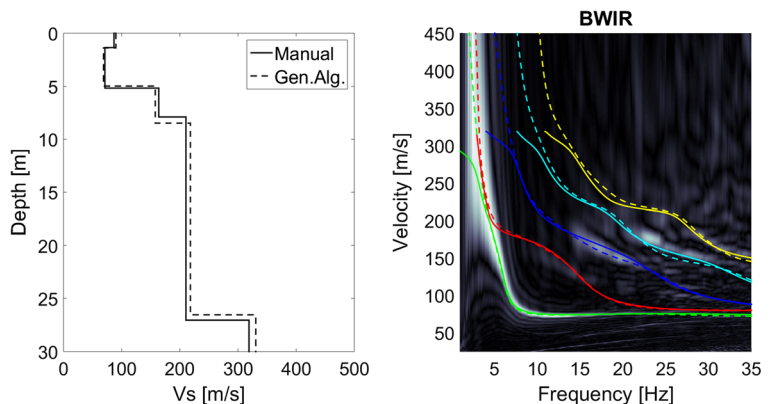 BWIR
Manual
Gen.Alg.
0
5
10
15
20
25
30
Depth [m]
0 100 200 300 400 500
Vs [m/s]
450
400
350
300
250
200
150
100
50
Velocity [m/s]
5 10 15 20 25 30 35
Frequency [Hz]